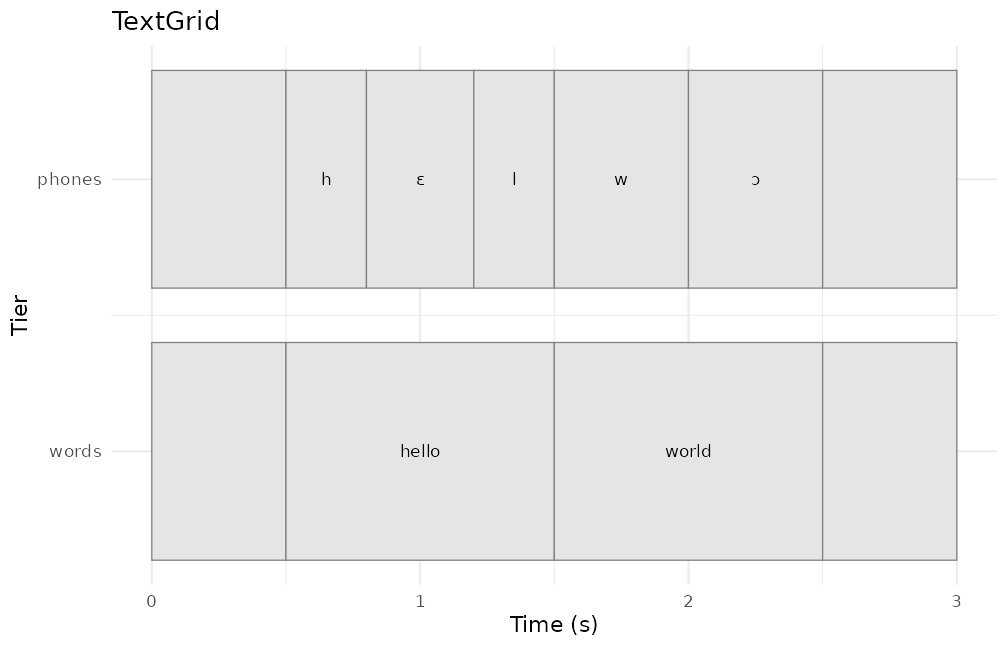 TextGrid
phones
h ɛ l w ɔ
Tier
words
hello world
0 1 2 3
Time (s)